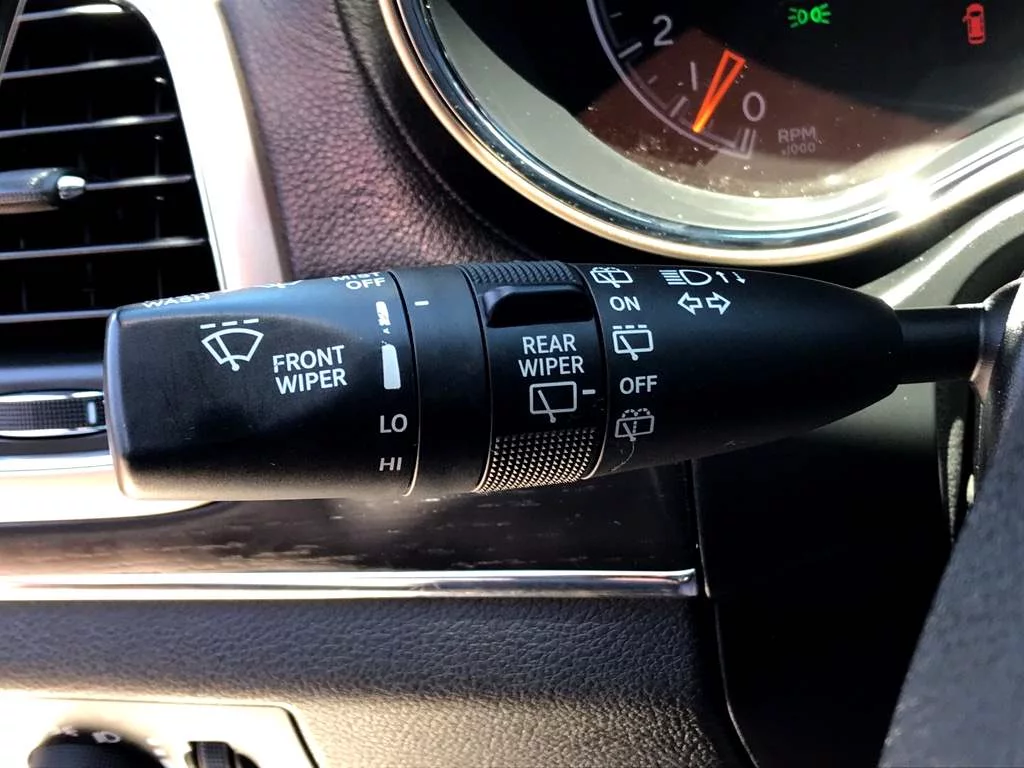 2
1
0
RPM
x1000
WASH
MIST
OFF
FRONT
WIPER
LO
HI
REAR
WIPER
ON
OFF